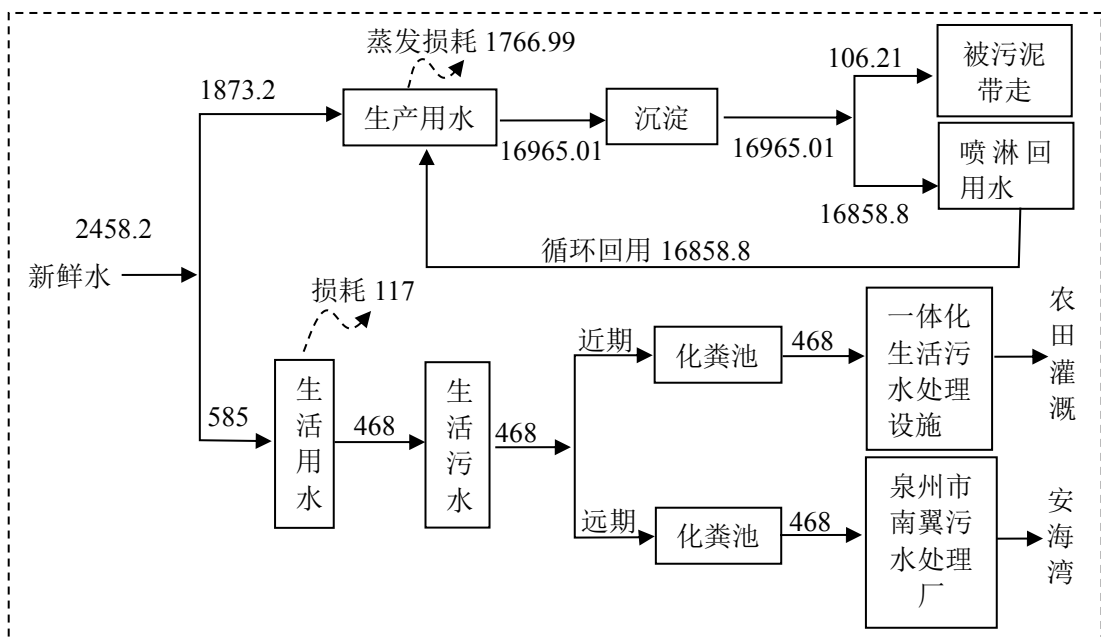 蒸发损耗 1766.99
1873.2
生产用水
16965.01
沉淀
16965.01
106.21
被污泥
带走
喷淋回
用水
16858.8
循环回用 16858.8
2458.2
新鲜水
损耗 117
585
生
活
用
水
468
生
活
污
水
468
近期
化粪池
468
一体化
生活污
水处理
设施
农
田
灌
溉
远期
化粪池
468
泉州市
南翼污
水处理
厂
安
海
湾